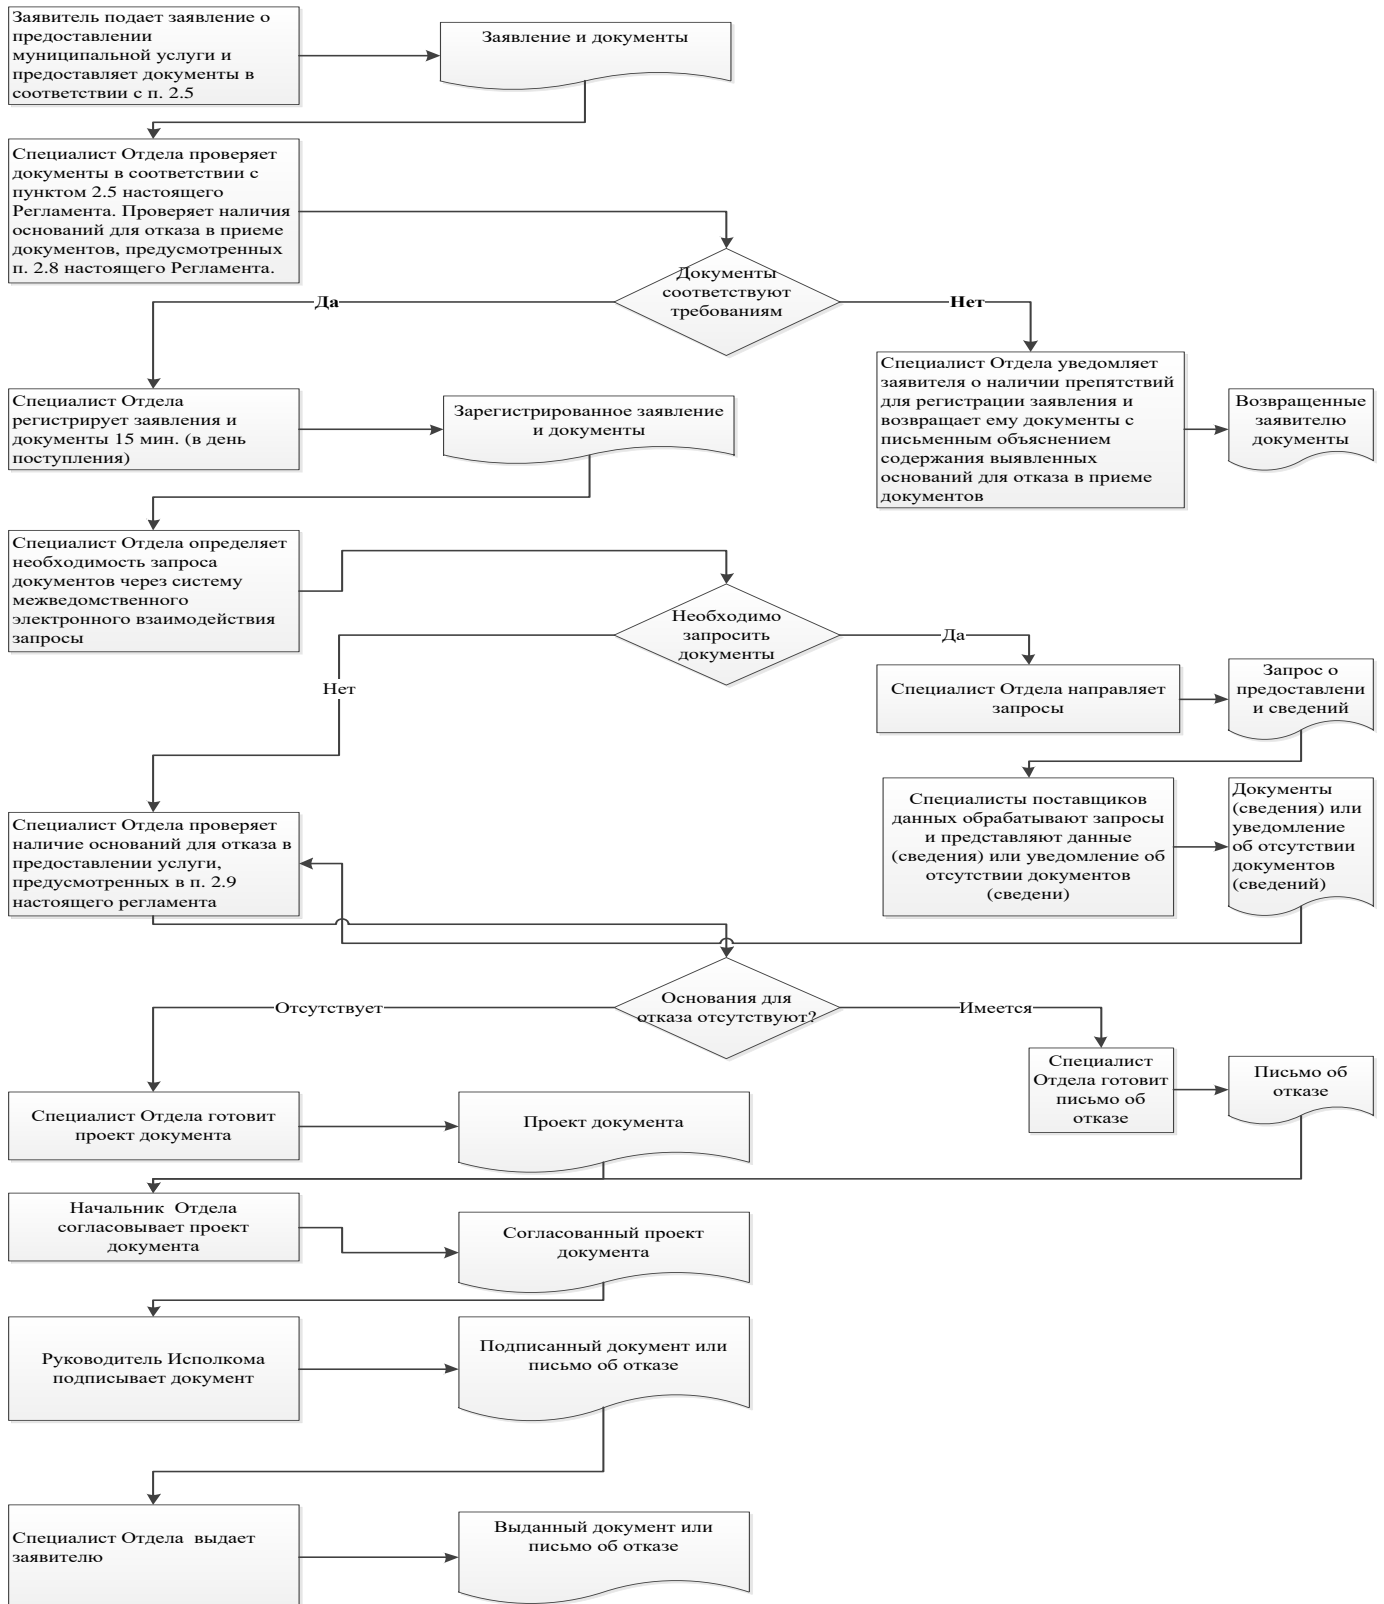 Заявитель подает заявление о
предоставлении
муниципальной услуги и
предоставляет документы в
соответствии с п. 2.5
Заявление и документы
Специалист Отдела проверяет
документы в соответствии с
пунктом 2.5 настоящего
Регламента. Проверяет наличия
оснований для отказа в приеме
документов, предусмотренных
п. 2.8 настоящего Регламента.
Документы
соответствуют
требованиям
Да
Нет
Специалист Отдела
регистрирует заявления и
документы 15 мин. (в день
поступления)
Зарегистрированное заявление
и документы
Специалист Отдела уведомляет
заявителя о наличии препятствий
для регистрации заявления и
возвращает ему документы с
письменным объяснением
содержания выявленных
оснований для отказа в приеме
документов
Возвращенные
заявителю
документы
Специалист Отдела определяет
необходимость запроса
документов через систему
межведомственного
электронного взаимодействия
запросы
Необходимо
запросить
документы
Да
Нет
Специалист Отдела направляет
запросы
Запрос о
предоставлени
и сведений
Специалисты поставщиков
данных обрабатывают запросы
и представляют данные
(сведения) или уведомление об
отсутствии документов
(сведени)
Документы
(сведения) или
уведомление
об отсутствии
документов
(сведений)
Специалист Отдела проверяет
наличие оснований для отказа в
предоставлении услуги,
предусмотренных в п. 2.9
настоящего регламента
Основания для
отказа отсутствуют?
Отсутствует
Имеется
Специалист
Отдела готовит
письмо об
отказе
Письмо об
отказе
Специалист Отдела готовит
проект документа
Проект документа
Начальник  Отдела
согласовывает проект
документа
Согласованный проект
документа
Руководитель Исполкома
подписывает документ
Подписанный документ или
письмо об отказе
Специалист Отдела  выдает
заявителю
Выданный документ или
письмо об отказе